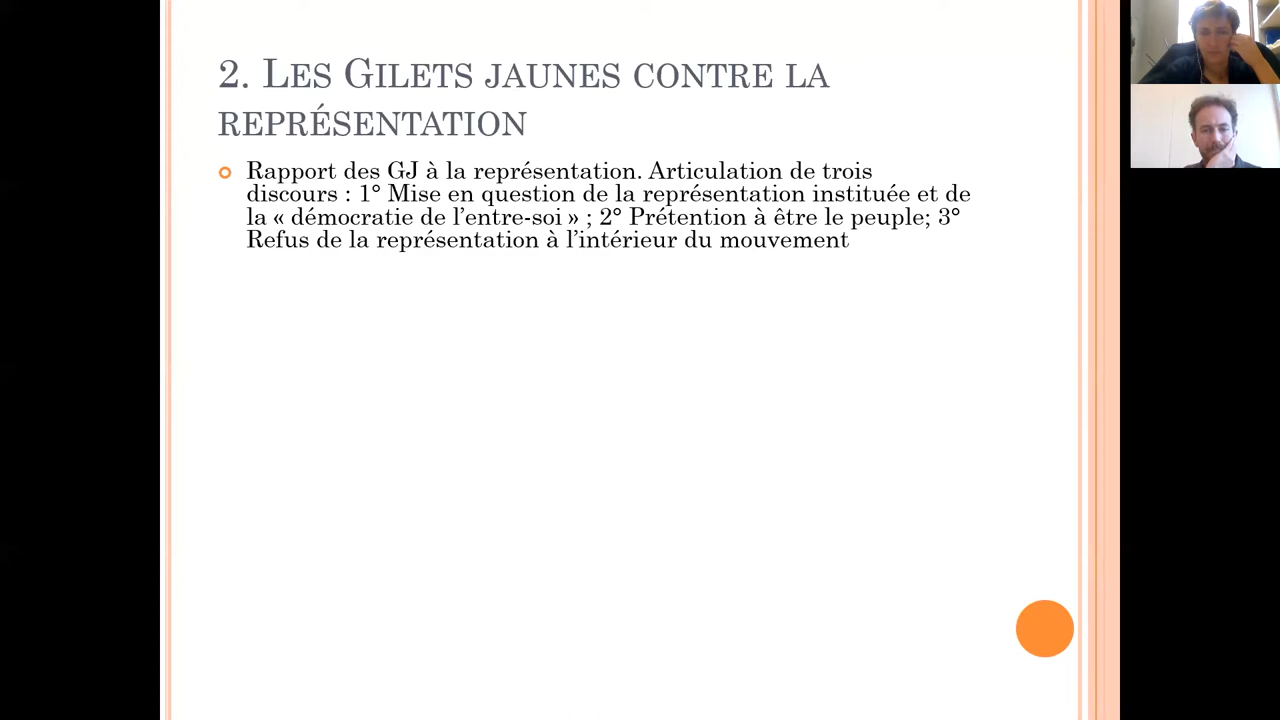 2. Les Gilets jaunes contre la
représentation
Rapport des GJ à la représentation. Articulation de trois
discours : 1° Mise en question de la représentation instituée et de
la « démocratie de l’entre-soi » ; 2° Prétention à être le peuple; 3°
Refus de la représentation à l’intérieur du mouvement